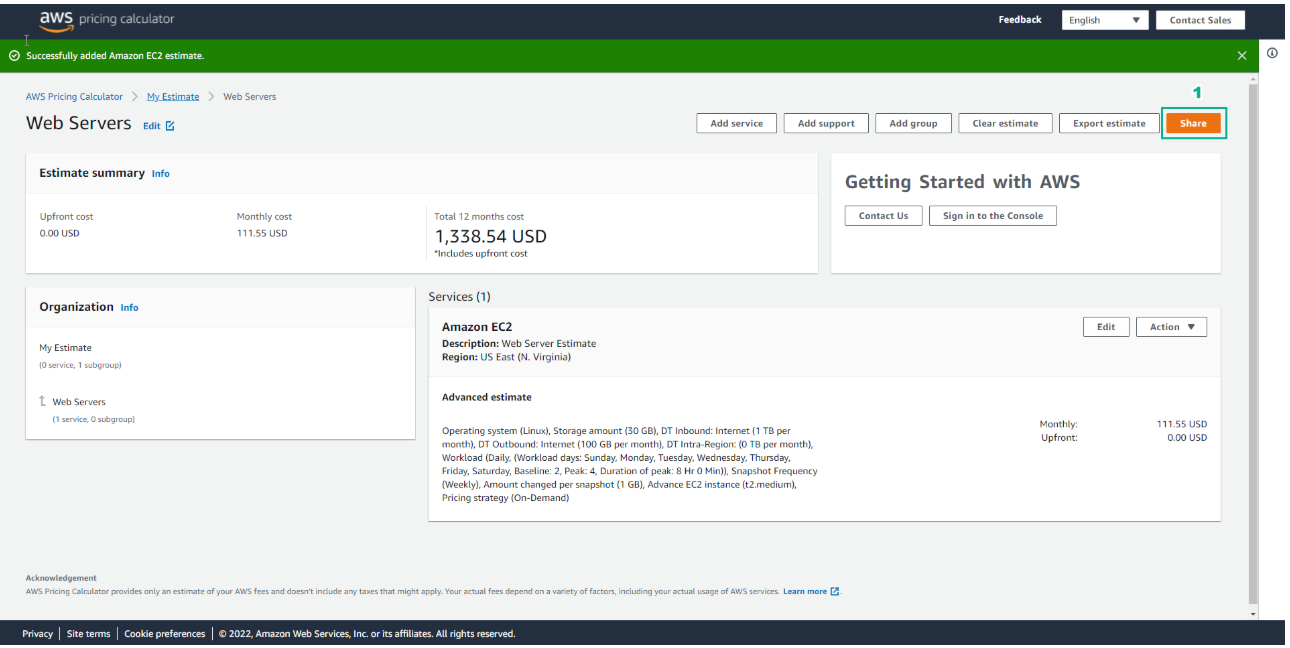 aws pricing calculator
Feedback
English
Contact Sales
Successfully added Amazon EC2 estimate.
AWS Pricing Calculator > My Estimate > Web Servers
1
Web Servers Edit
Add service
Add support
Add group
Clear estimate
Export estimate
Share
Estimate summary Info
Upfront cost
0.00 USD
Monthly cost
111.55 USD
Total 12 months cost
1,338.54 USD
*Includes upfront cost
Getting Started with AWS
Contact Us
Sign in to the Console
Organization Info
My Estimate
(0 service, 1 subgroup)
Web Servers
(1 service, 0 subgroup)
Services (1)
Amazon EC2
Description: Web Server Estimate
Region: US East (N. Virginia)
Edit
Action
Advanced estimate
Operating system (Linux), Storage amount (30 GB), DT Inbound: Internet (1 TB per
month), DT Outbound: Internet (100 GB per month), DT Intra-Region: (0 TB per month),
Workload (Daily, (Workload days: Sunday, Monday, Tuesday, Wednesday, Thursday,
Friday, Saturday, Baseline: 2, Peak: 4, Duration of peak: 8 Hr 0 Min)), Snapshot Frequency
(Weekly), Amount changed per snapshot (1 GB), Advance EC2 instance (t2.medium),
Pricing strategy (On-Demand)
Monthly: 111.55 USD
Upfront: 0.00 USD
Acknowledgement
AWS Pricing Calculator provides only an estimate of your AWS fees and doesn't include any taxes that might apply. Your actual fees depend on a variety of factors, including your actual usage of AWS services. Learn more
Privacy | Site terms | Cookie preferences | © 2022, Amazon Web Services, Inc. or its affiliates. All rights reserved.